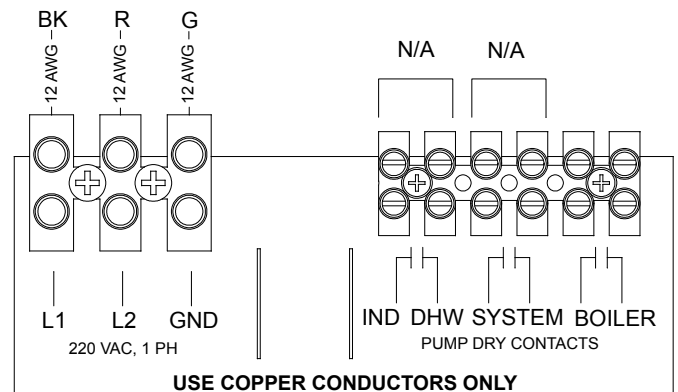 BK R G
12 AWG 12 AWG 12 AWG
N/A N/A
L1 L2 GND
220 VAC, 1 PH
IND DHW SYSTEM BOILER
PUMP DRY CONTACTS
USE COPPER CONDUCTORS ONLY